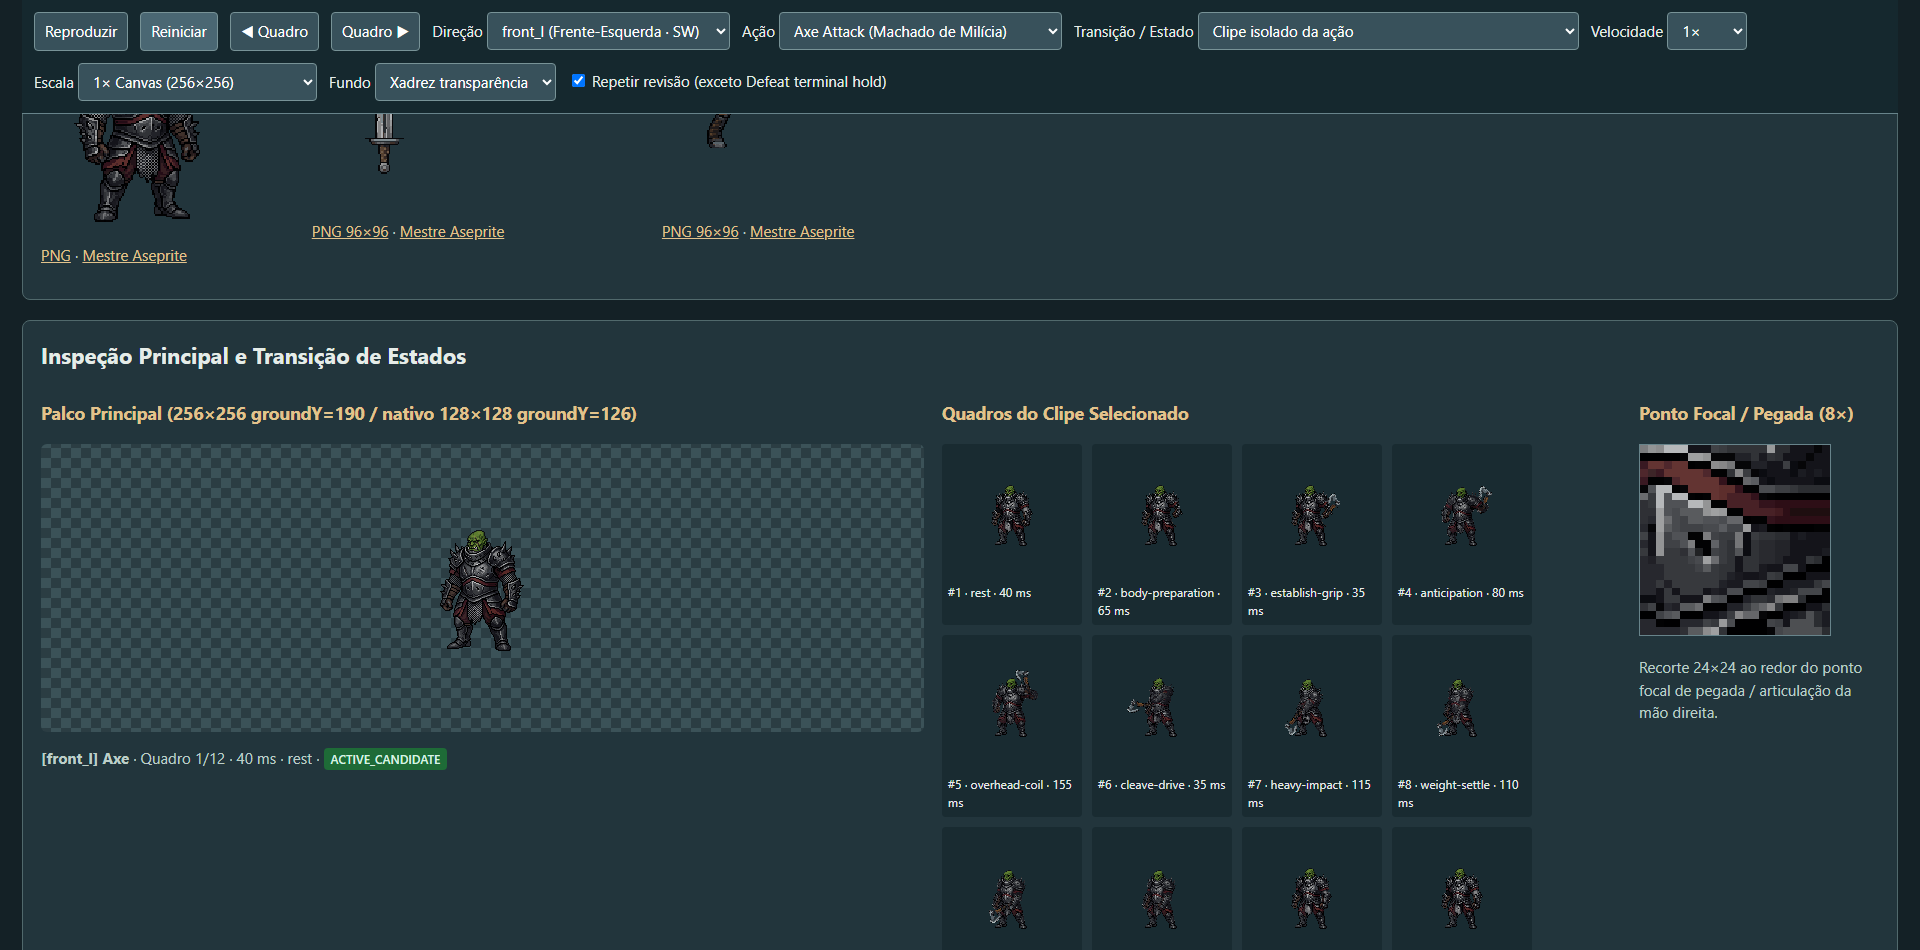 Reproduzir Reiniciar ◀ Quadro Quadro ▶ Direção front_l (Frente-Esquerda · SW) Ação Axe Attack (Machado de Milícia) Transição / Estado Clipe isolado da ação Velocidade 1×
Escala 1× Canvas (256×256) Fundo Xadrez transparência Repetir revisão (exceto Defeat terminal hold)
PNG · Mestre Aseprite
PNG 96×96 · Mestre Aseprite
PNG 96×96 · Mestre Aseprite
Inspeção Principal e Transição de Estados
Palco Principal (256×256 groundY=190 / nativo 128×128 groundY=126)
[front_l] Axe · Quadro 1/12 · 40 ms · rest · ACTIVE_CANDIDATE
Quadros do Clipe Selecionado
#1 · rest · 40 ms
#2 · body-preparation ·
65 ms
#3 · establish-grip · 35
ms
#4 · anticipation · 80 ms
#5 · overhead-coil · 155
ms
#6 · cleave-drive · 35 ms
#7 · heavy-impact · 115
ms
#8 · weight-settle · 110
ms
Ponto Focal / Pegada (8×)
Recorte 24×24 ao redor do ponto
focal de pegada / articulação da
mão direita.